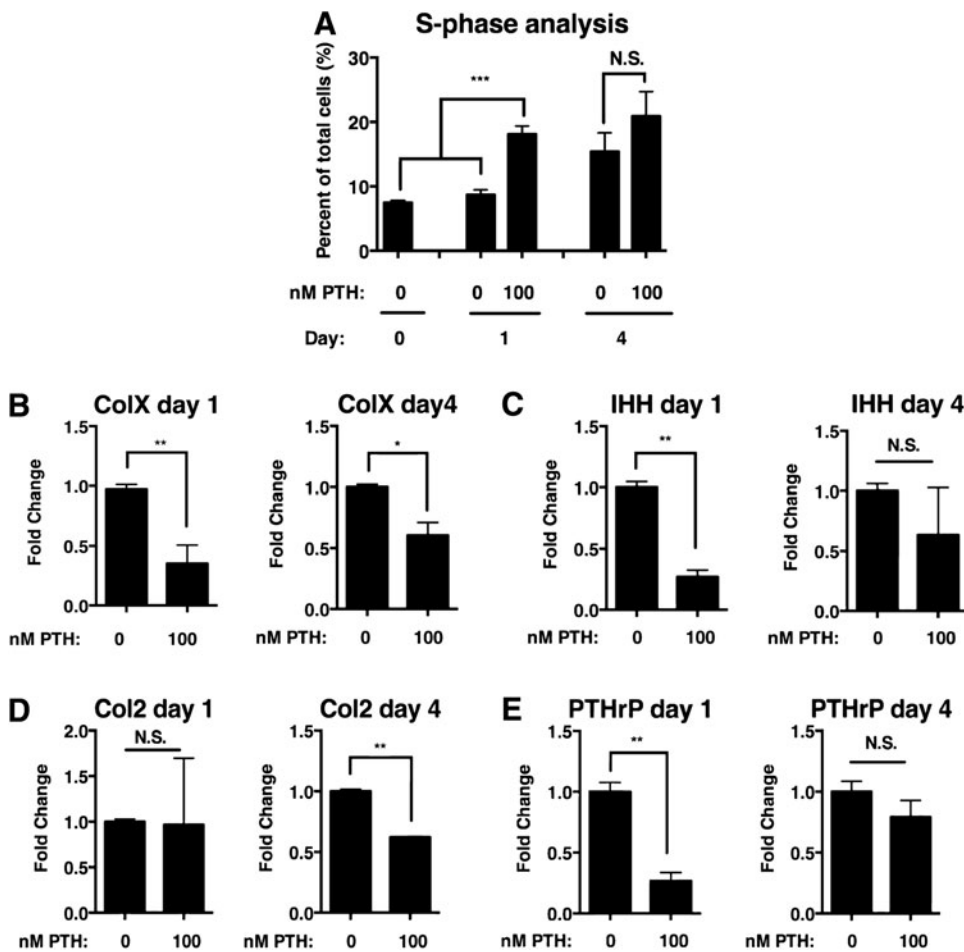 A S-phase analysis
Percent of total cells (%)
30
20
10
0
***
N.S.
nM PTH: 0 0 100 0 100
Day: 0 1 4
B ColX day 1
Fold Change
1.5
1.0
0.5
0.0
**
nM PTH: 0 100
ColX day4
Fold Change
1.5
1.0
0.5
0.0
*
nM PTH: 0 100
C IHH day 1
Fold Change
1.5
1.0
0.5
0.0
**
nM PTH: 0 100
IHH day 4
Fold Change
1.5
1.0
0.5
0.0
N.S.
nM PTH: 0 100
D Col2 day 1
Fold Change
2.0
1.5
1.0
0.5
0.0
N.S.
nM PTH: 0 100
Col2 day 4
Fold Change
1.5
1.0
0.5
0.0
**
nM PTH: 0 100
E PTHrP day 1
Fold Change
1.5
1.0
0.5
0.0
**
nM PTH: 0 100
PTHrP day 4
Fold Change
1.5
1.0
0.5
0.0
N.S.
nM PTH: 0 100